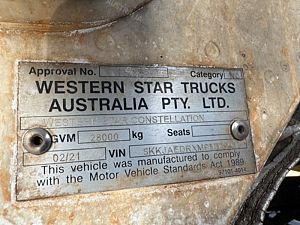 Approval No. Category
WESTERN STAR TRUCKS
AUSTRALIA PTY. LTD.
WESTERN STAR CONSTELLATION
GVM 28000 kg Seats
02/21 VIN
This vehicle was manufactured to comply
with the Motor Vehicle Standards Act 1989